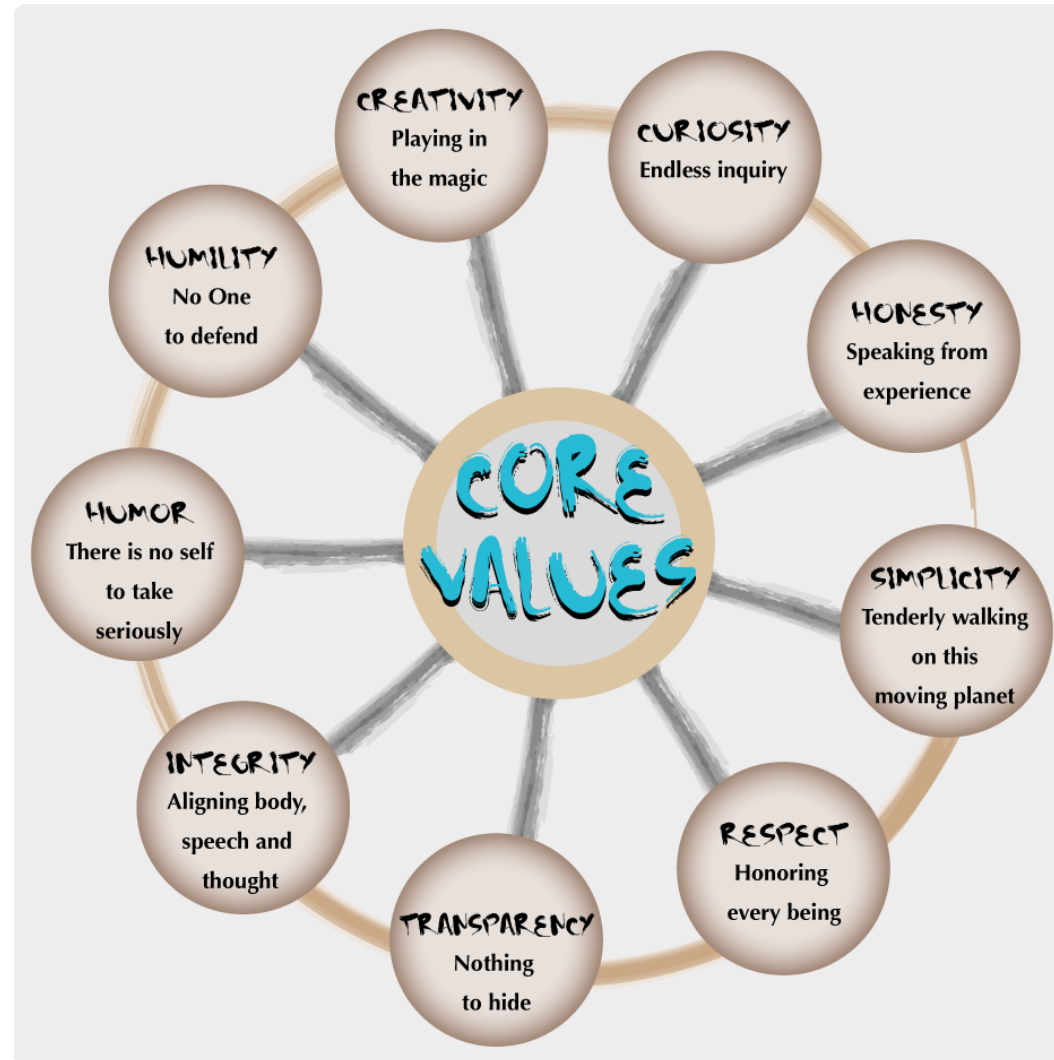 CREATIVITY
Playing in
the magic
CURIOSITY
Endless inquiry
HUMILITY
No One
to defend
HONESTY
Speaking from
experience
CORE
VALUES
HUMOR
There is no self
to take
seriously
SIMPLICITY
Tenderly walking
on this
moving planet
INTEGRITY
Aligning body,
speech and
thought
RESPECT
Honoring
every being
TRANSPARENCY
Nothing
to hide